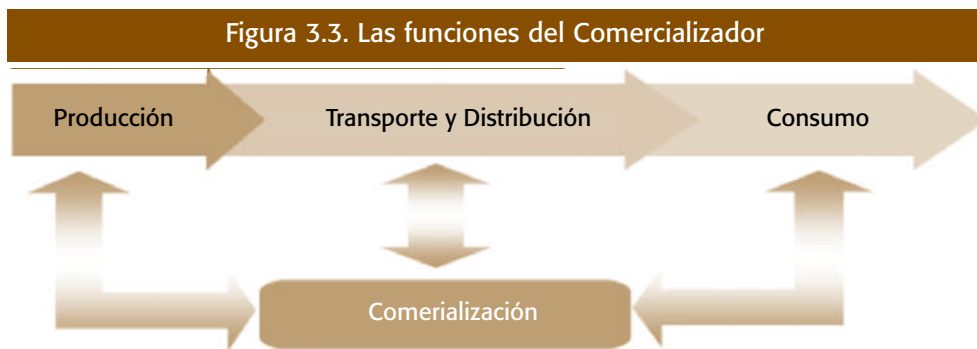 Figura 3.3. Las funciones del Comercializador
Producción
Transporte y Distribución
Consumo
Comerialización